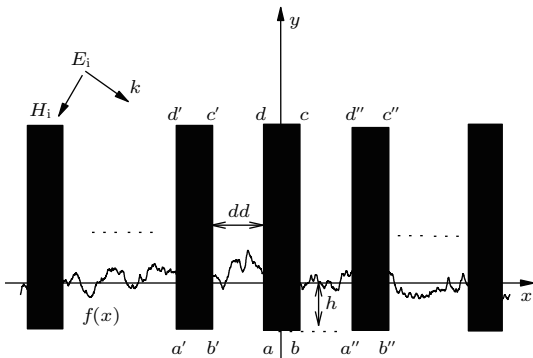 y
E_i
k
H_i
d' c' d c d'' c''
dd
x
h
f(x)
a' b' a b a'' b''